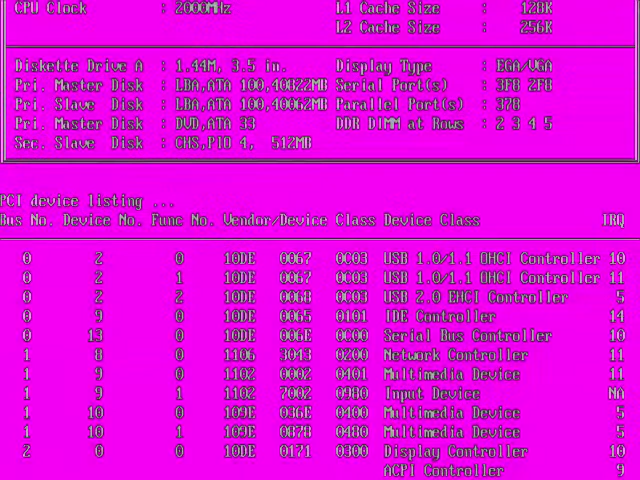 CPU Clock : 2000MHz L1 Cache Size : 128K
L2 Cache Size : 256K
Diskette Drive A : 1.44M, 3.5 in. Display Type : EGA/VGA
Pri. Master Disk : LBA,ATA 100,40822MB Serial Port(s) : 3F8 2F8
Pri. Slave Disk : LBA,ATA 100,40062MB Parallel Port(s) : 378
Pri. Master Disk : DVD,ATA 33 DDR DIMM at Rows : 2 3 4 5
Sec. Slave Disk : CHS,PIO 4, 512MB
PCI device listing ...
Bus No. Device No. Func No. Vendor/Device Class Device Class IRQ
0 2 0 10DE 0067 0C03 USB 1.0/1.1 OHCI Controller 10
0 2 1 10DE 0067 0C03 USB 1.0/1.1 OHCI Controller 11
0 2 2 10DE 0068 0C03 USB 2.0 EHCI Controller 5
0 9 0 10DE 0065 0101 IDE Controller 14
0 13 0 10DE 006E 0C00 Serial Bus Controller 10
1 8 0 1106 3043 0200 Network Controller 11
1 9 0 1102 0002 0401 Multimedia Device 11
1 9 1 1102 7002 0980 Input Device NA
1 10 0 109E 036E 0400 Multimedia Device 5
1 10 1 109E 0878 0480 Multimedia Device 5
2 0 0 10DE 0171 0300 Display Controller 10
ACPI Controller 9